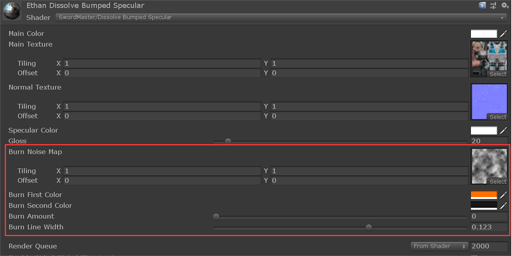 Ethan Dissolve Bumped Specular
Shader SwordMaster/Dissolve Bumped Specular
Main Color
Main Texture
Tiling X 1 Y 1
Offset X 0 Y 0
Select
Normal Texture
Tiling X 1 Y 1
Offset X 0 Y 0
Select
Specular Color
Gloss 20
Burn Noise Map
Tiling X 1 Y 1
Offset X 0 Y 0
Select
Burn First Color
Burn Second Color
Burn Amount 0
Burn Line Width 0.123
Render Queue From Shader 2000